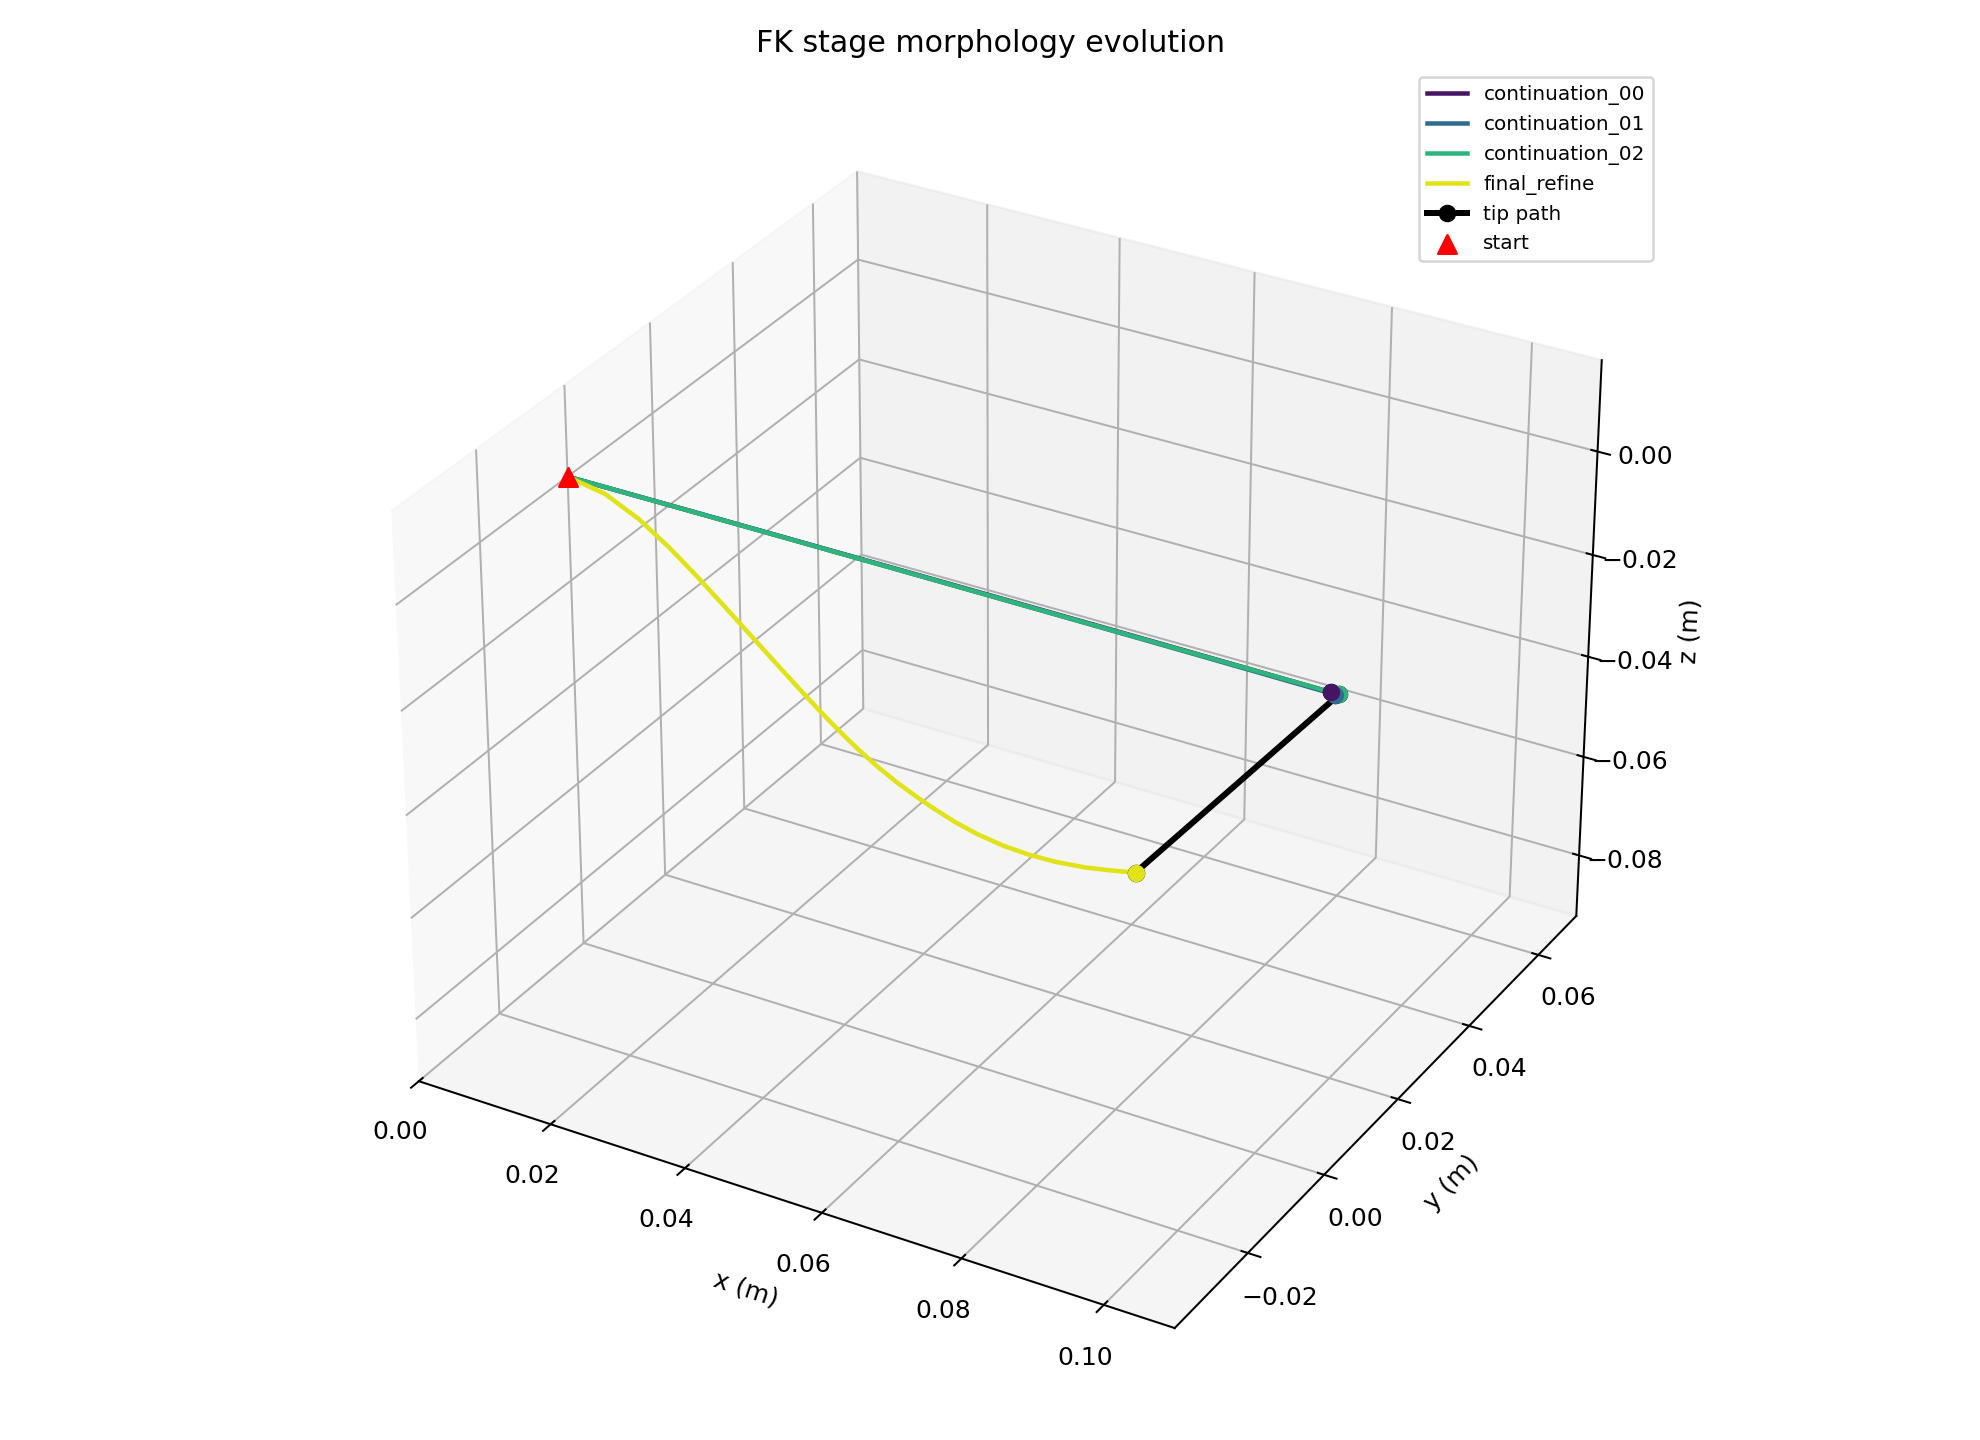 FK stage morphology evolution
continuation_00
continuation_01
continuation_02
final_refine
tip path
start
0.00
−0.02
−0.04
−0.06
−0.08
z (m)
0.06
0.04
0.02
0.00
−0.02
y (m)
0.00
0.02
0.04
0.06
0.08
0.10
x (m)